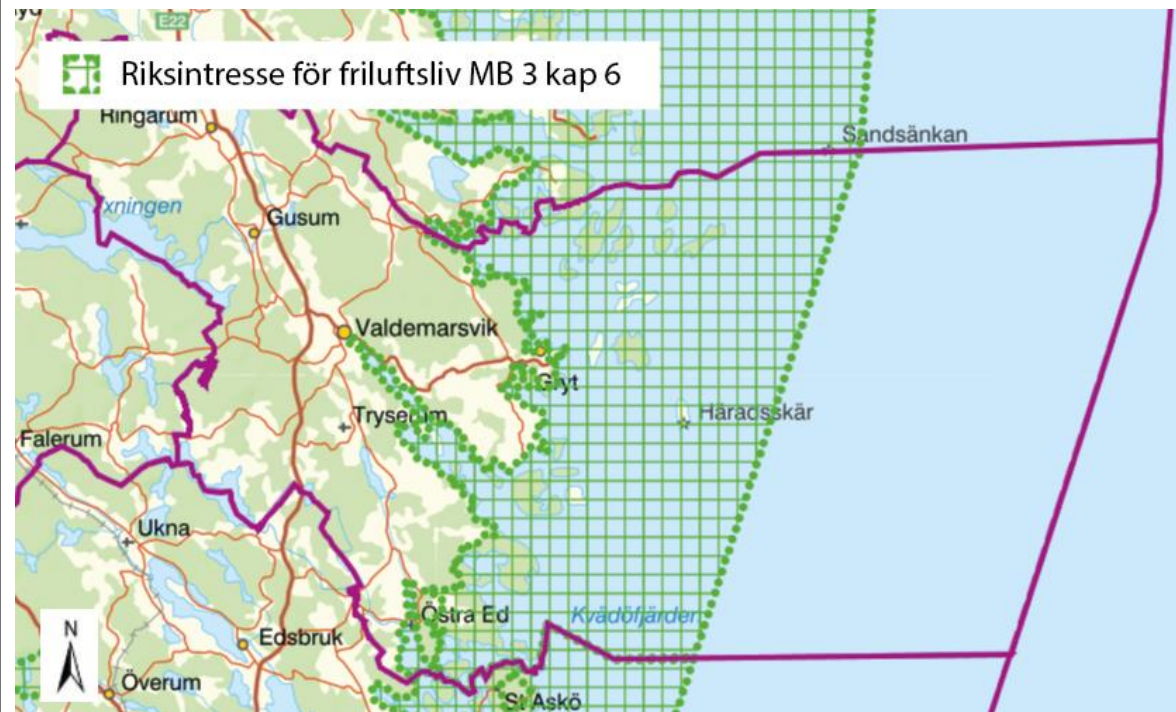 E22
Riksintresse för friluftsliv MB 3 kap 6
Ringarum
Sandsänkan
Gusum
Valdemarsvik
Gryt
Häradsskär
Tryserum
Falerum
Ukna
Östra Ed
Kvädöfjärden
Edsbruk
N
Överum
St Askö